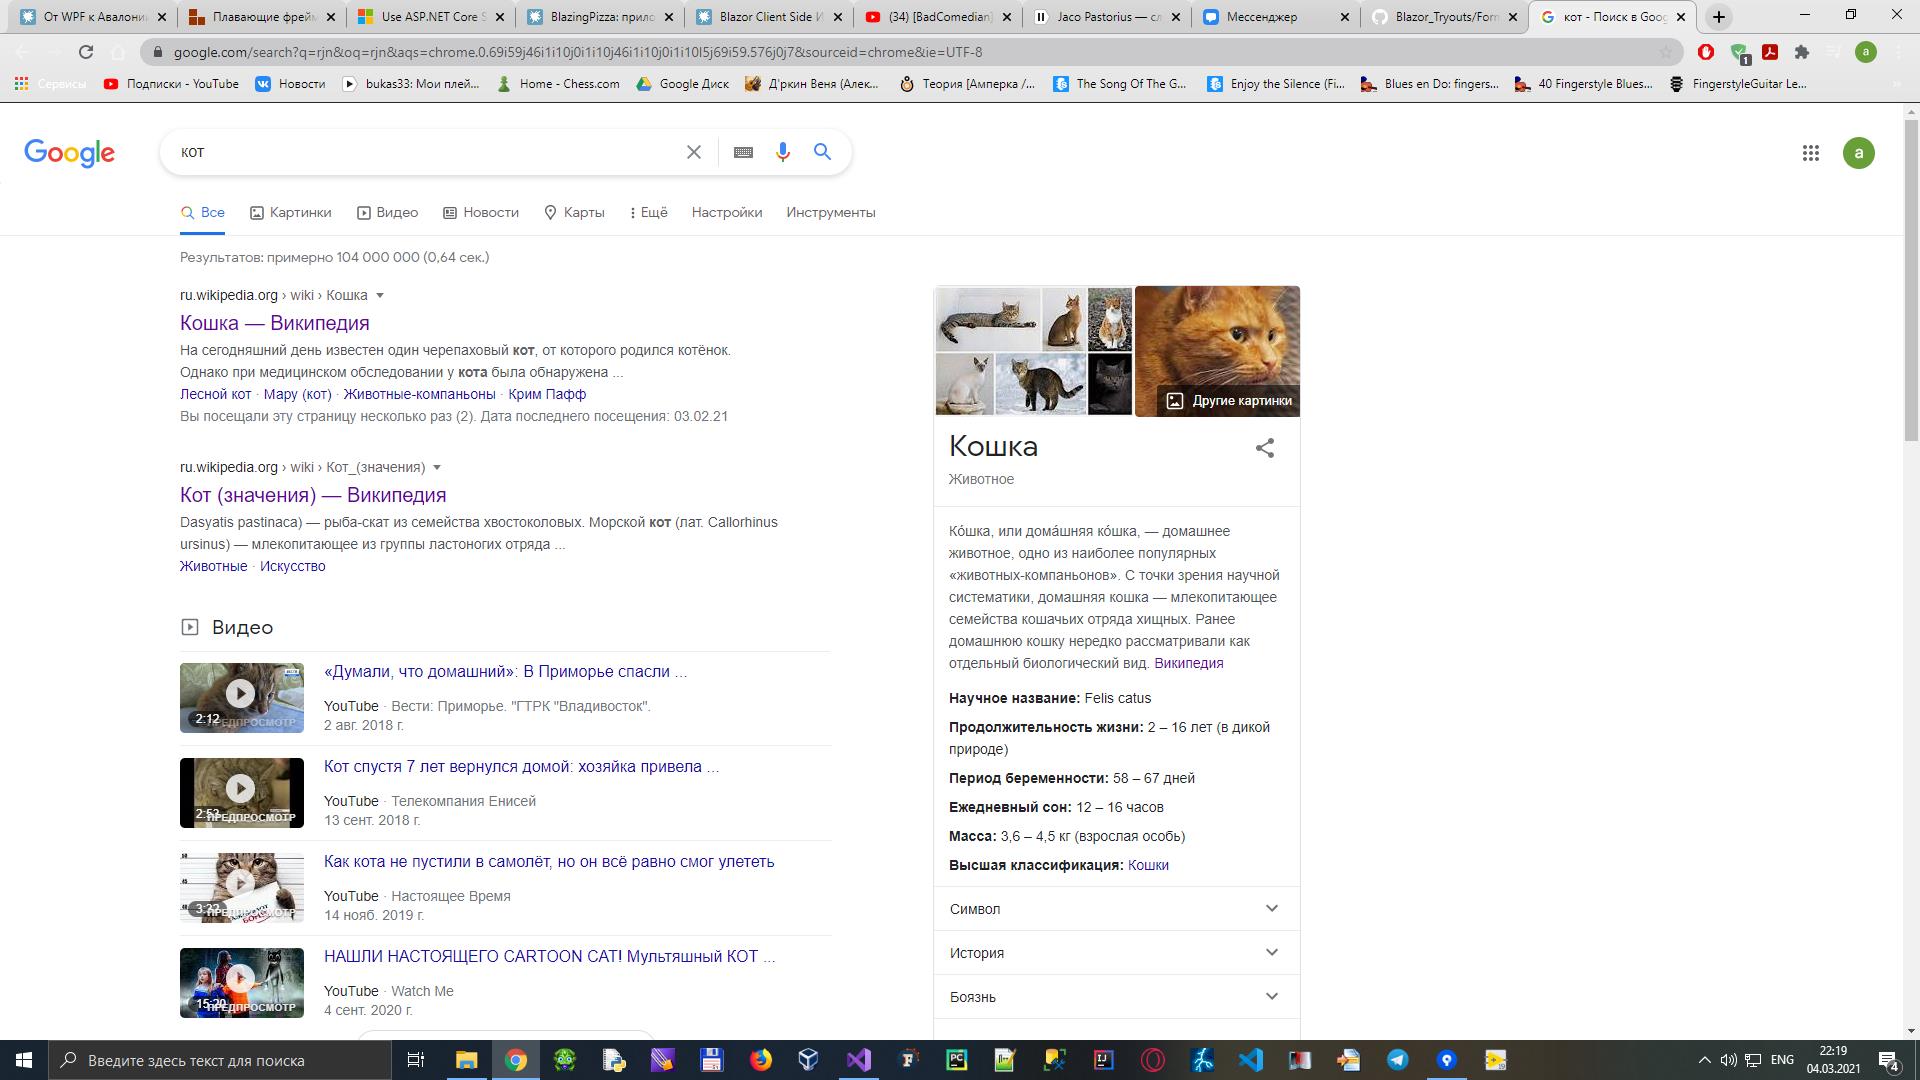 От WPF к Авалони
Плавающие фрейм
Use ASP.NET Core S
BlazingPizza: прило
Blazor Client Side И
(34) [BadComedian]
Jaco Pastorius — сл
Мессенджер
Blazor_Tryouts/Form
кот - Поиск в Goog
google.com/search?q=rjn&oq=rjn&aqs=chrome.0.69i59j46i1i10j0i1i10j46i1i10j0i1i10l5j69i59.576j0j7&sourceid=chrome&ie=UTF-8
1
a
Сервисы
Подписки - YouTube
Новости
bukas33: Мои плей...
Home - Chess.com
Google Диск
Д'ркин Веня (Алек...
Теория [Амперка /...
The Song Of The G...
Enjoy the Silence (Fi...
Blues en Do: fingers...
40 Fingerstyle Blues...
FingerstyleGuitar Le...
Google
кот
a
Все
Картинки
Видео
Новости
Карты
Ещё
Настройки
Инструменты
Результатов: примерно 104 000 000 (0,64 сек.)
ru.wikipedia.org › wiki › Кошка
Кошка — Википедия
На сегодняшний день известен один черепаховый кот, от которого родился котёнок.
Однако при медицинском обследовании у кота была обнаружена ...
Лесной кот · Мару (кот) · Животные-компаньоны · Крим Пафф
Вы посещали эту страницу несколько раз (2). Дата последнего посещения: 03.02.21
ru.wikipedia.org › wiki › Кот_(значения)
Кот (значения) — Википедия
Dasyatis pastinaca) — рыба-скат из семейства хвостоколовых. Морской кот (лат. Callorhinus
ursinus) — млекопитающее из группы ластоногих отряда ...
Животные · Искусство
Видео
2:12
ПРЕДПРОСМОТР
«Думали, что домашний»: В Приморье спасли ...
YouTube · Вести: Приморье. "ГТРК "Владивосток".
2 авг. 2018 г.
2:52
ПРЕДПРОСМОТР
Кот спустя 7 лет вернулся домой: хозяйка привела ...
YouTube · Телекомпания Енисей
13 сент. 2018 г.
3:22
ПРЕДПРОСМОТР
Как кота не пустили в самолёт, но он всё равно смог улететь
YouTube · Настоящее Время
14 нояб. 2019 г.
15:20
ПРЕДПРОСМОТР
НАШЛИ НАСТОЯЩЕГО CARTOON CAT! Мультяшный КОТ ...
YouTube · Watch Me
4 сент. 2020 г.
Другие картинки
Кошка
Животное
Ко́шка, или дома́шняя ко́шка, — домашнее
животное, одно из наиболее популярных
«животных-компаньонов». С точки зрения научной
систематики, домашняя кошка — млекопитающее
семейства кошачьих отряда хищных. Ранее
домашнюю кошку нередко рассматривали как
отдельный биологический вид. Википедия
Научное название: Felis catus
Продолжительность жизни: 2 – 16 лет (в дикой
природе)
Период беременности: 58 – 67 дней
Ежедневный сон: 12 – 16 часов
Масса: 3,6 – 4,5 кг (взрослая особь)
Высшая классификация: Кошки
Символ
История
Боязнь
Введите здесь текст для поиска
ENG
22:19
04.03.2021
4